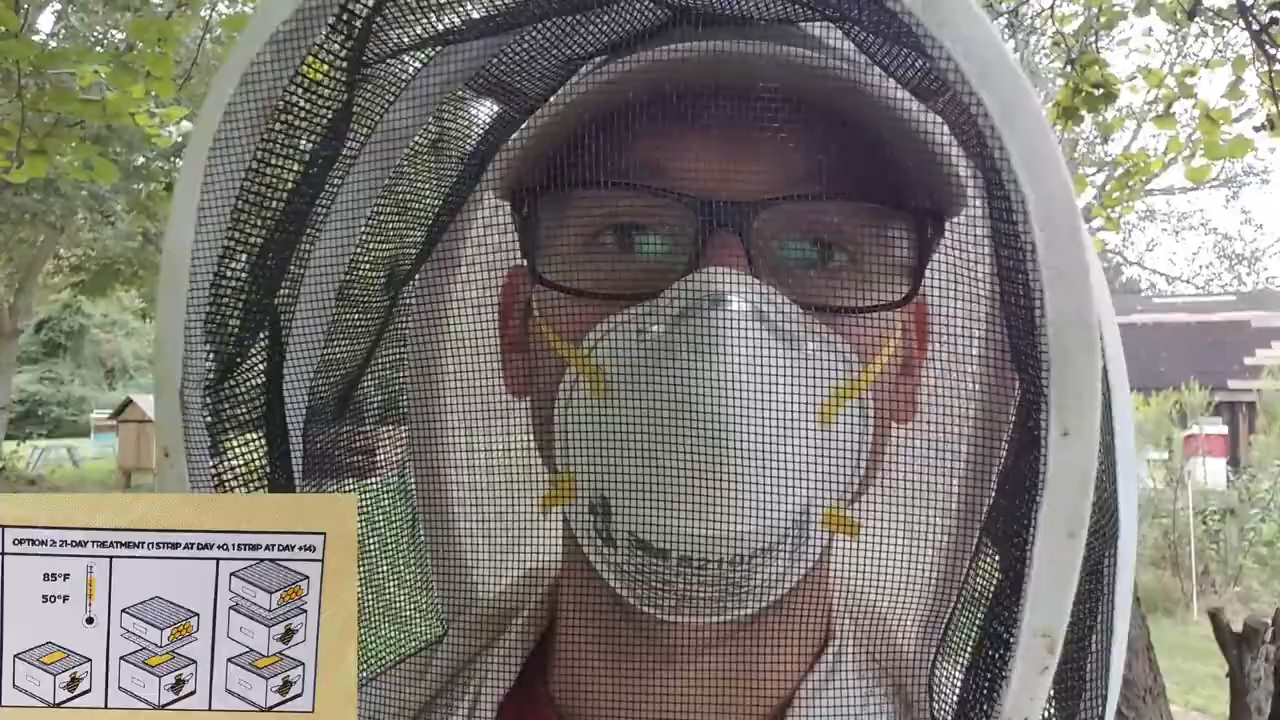 OPTION 2: 21-DAY TREATMENT (1 STRIP AT DAY +0, 1 STRIP AT DAY +14)
85°F
50°F